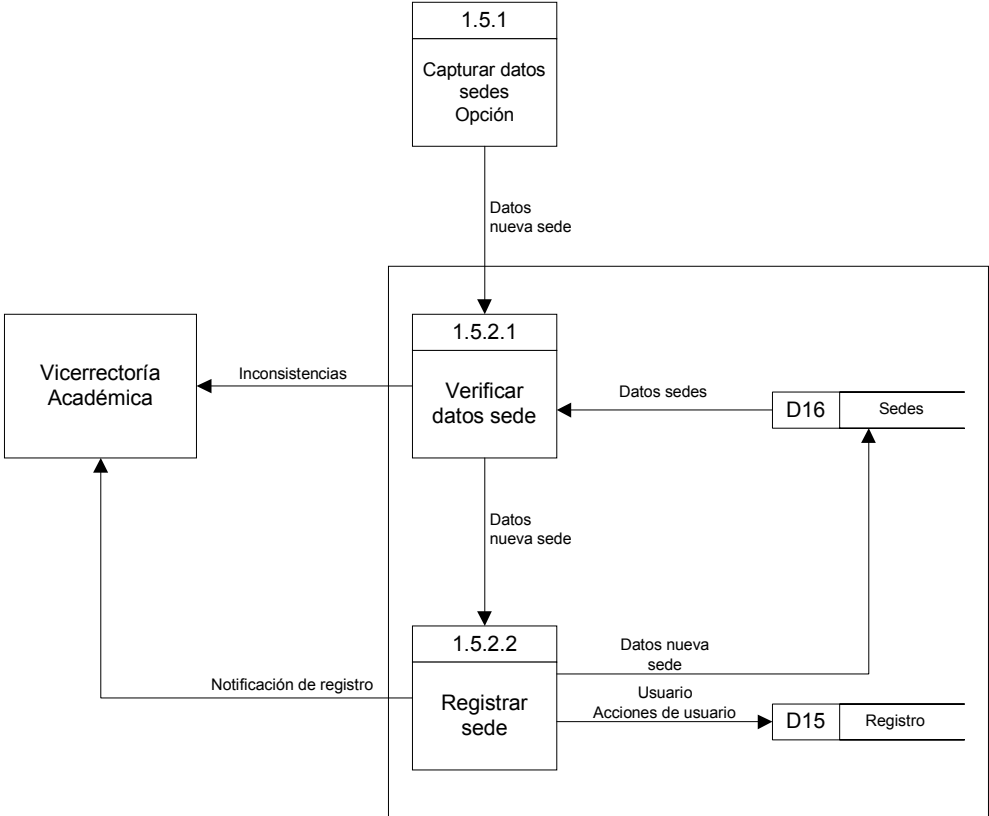 1.5.1
Capturar datos
sedes
Opción
Datos
nueva sede
1.5.2.1
Verificar
datos sede
Vicerrectoría
Académica
Inconsistencias
Datos sedes
D16
Sedes
Datos
nueva sede
1.5.2.2
Registrar
sede
Datos nueva
sede
Notificación de registro
Usuario
Acciones de usuario
D15
Registro